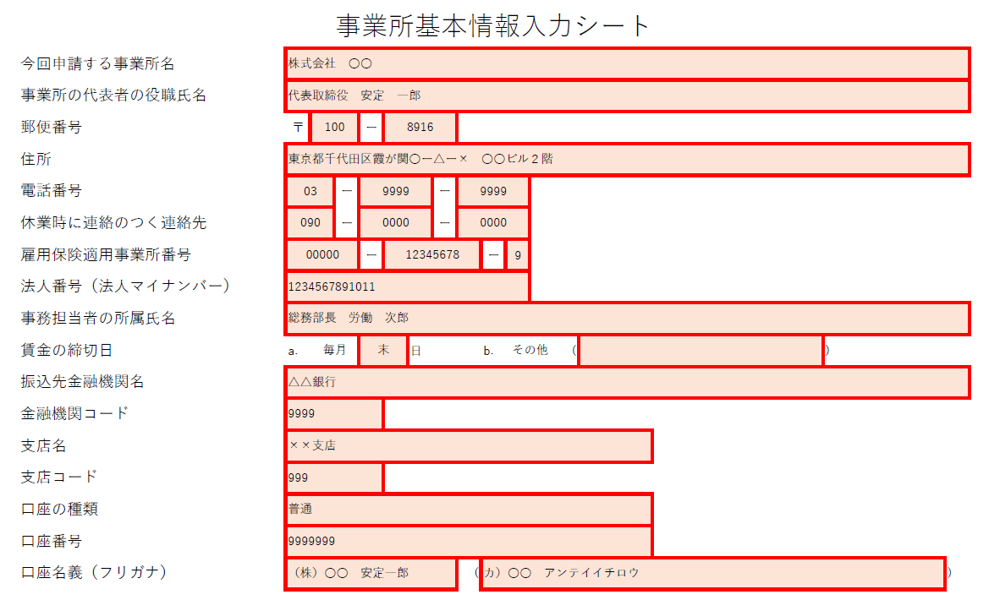 事業所基本情報入力シート
今回申請する事業所名 株式会社　〇〇
事業所の代表者の役職氏名 代表取締役　安定　一郎
郵便番号 〒 100 ー 8916
住所 東京都千代田区霞が関〇ー△ー×　〇〇ビル２階
電話番号 03 ー 9999 ー 9999
休業時に連絡のつく連絡先 090 ー 0000 ー 0000
雇用保険適用事業所番号 00000 ー 12345678 ー 9
法人番号（法人マイナンバー） 1234567891011
事務担当者の所属氏名 総務部長　労働　次郎
賃金の締切日 a.　毎月 末 日 b.　その他　（ ）
振込先金融機関名 △△銀行
金融機関コード 9999
支店名 ××支店
支店コード 999
口座の種類 普通
口座番号 9999999
口座名義（フリガナ） （株）〇〇　安定一郎 （カ）〇〇　アンテイイチロウ ）